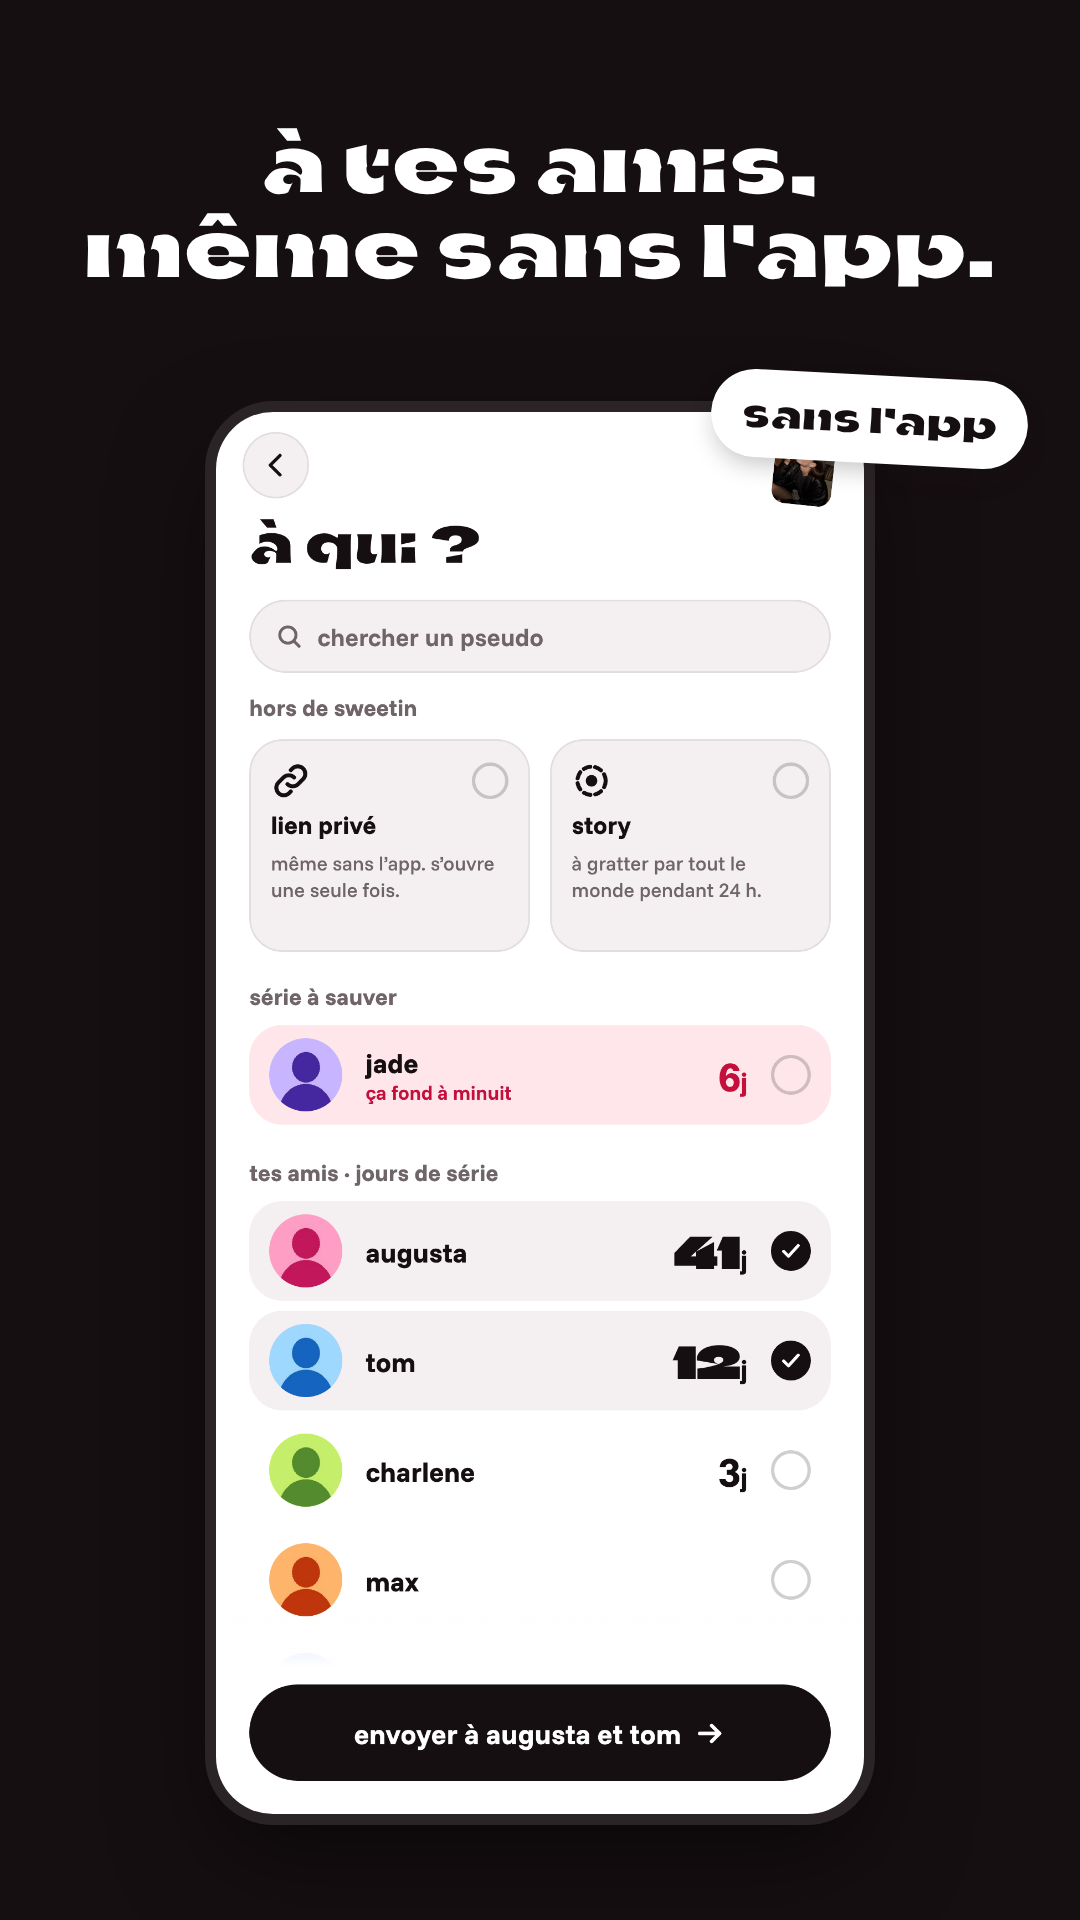 à tes amis.
même sans l'app.
sans l'app
à qui ?
chercher un pseudo
hors de sweetin
lien privé
même sans l’app. s’ouvre
une seule fois.
story
à gratter par tout le
monde pendant 24 h.
série à sauver
jade
ça fond à minuit
6j
tes amis · jours de série
augusta
41j
tom
12j
charlene
3j
max
envoyer à augusta et tom →